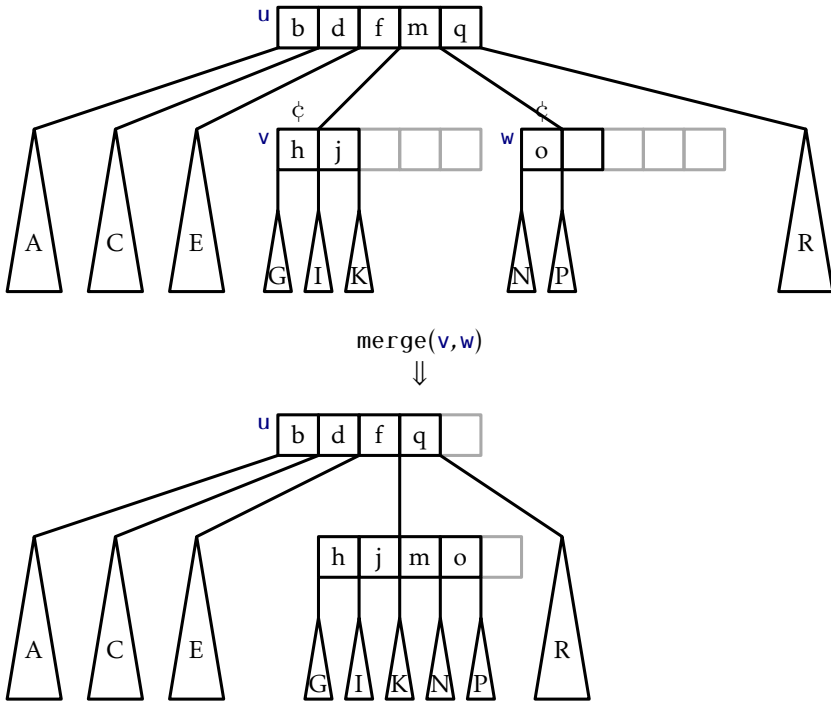 u b d f m q
¢ ¢
v h j w o
A C E G I K N P R
merge(v,w)
⇓
u b d f q
h j m o
A C E G I K N P R